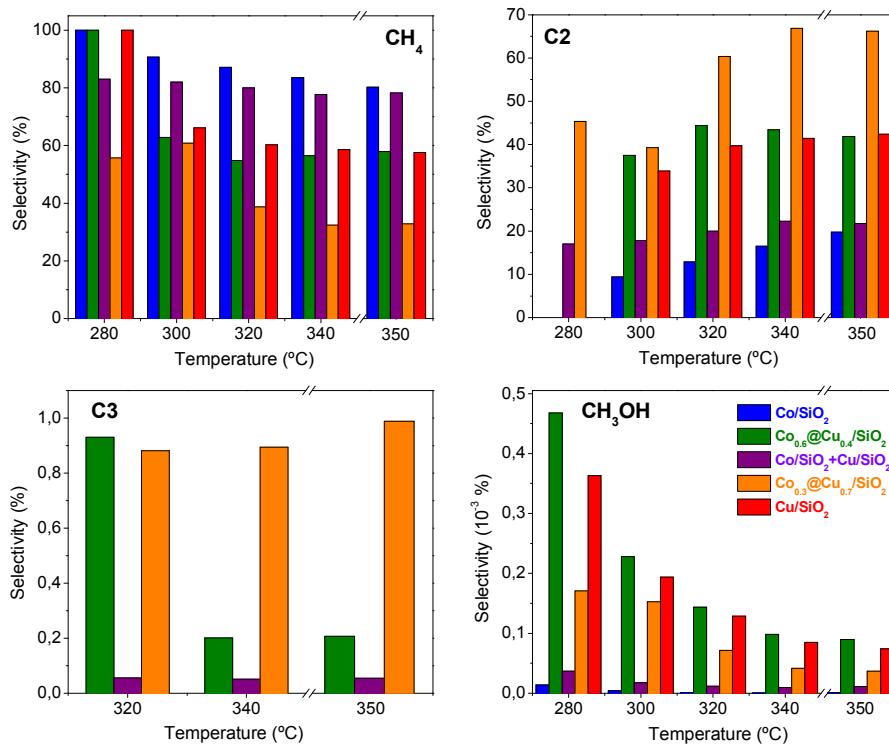 CH₄
Selectivity (%)
100
80
60
40
20
0
280 300 320 340 350
Temperature (ºC)
C2
Selectivity (%)
70
60
50
40
30
20
10
0
280 300 320 340 350
Temperature (ºC)
C3
Selectivity (%)
1,0
0,8
0,6
0,4
0,2
0,0
320 340 350
Temperature (ºC)
CH₃OH
Selectivity (10⁻³ %)
0,5
0,4
0,3
0,2
0,1
0,0
280 300 320 340 350
Temperature (ºC)
Co/SiO₂
Co₀.₆@Cu₀.₄/SiO₂
Co/SiO₂+Cu/SiO₂
Co₀.₃@Cu₀.₇/SiO₂
Cu/SiO₂